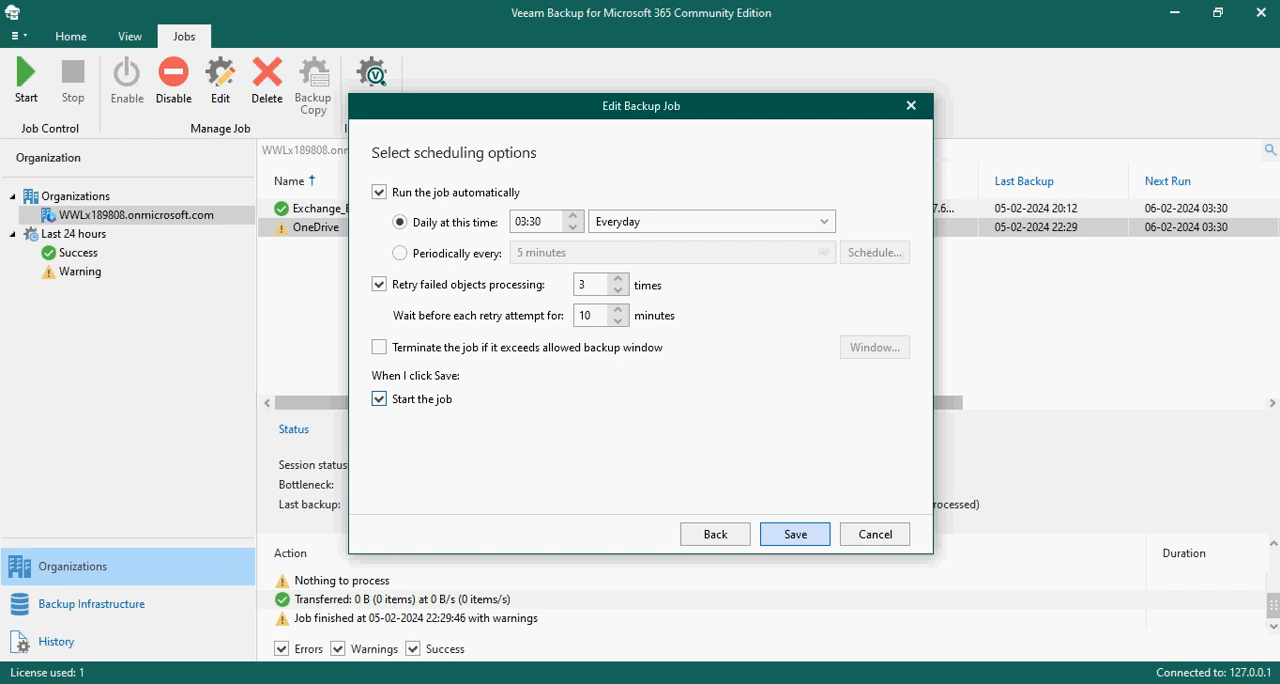 Veeam Backup for Microsoft 365 Community Edition
Home View Jobs
Start Stop Enable Disable Edit Delete Backup Copy
Job Control Manage Job
Edit Backup Job
Organization
WWLx189808.onm
Organizations
WWLx189808.onmicrosoft.com
Last 24 hours
Success
Warning
Name Last Backup Next Run
Exchange_ 7.6... 05-02-2024 20:12 06-02-2024 03:30
OneDrive 05-02-2024 22:29 06-02-2024 03:30
Select scheduling options
Run the job automatically
Daily at this time: 03:30 Everyday
Periodically every: 5 minutes Schedule...
Retry failed objects processing: 3 times
Wait before each retry attempt for: 10 minutes
Terminate the job if it exceeds allowed backup window Window...
When I click Save:
Start the job
Back Save Cancel
Status
Session status
Bottleneck:
Last backup: rocessed)
Action Duration
Nothing to process
Transferred: 0 B (0 items) at 0 B/s (0 items/s)
Job finished at 05-02-2024 22:29:46 with warnings
Errors Warnings Success
Organizations
Backup Infrastructure
History
License used: 1 Connected to: 127.0.0.1